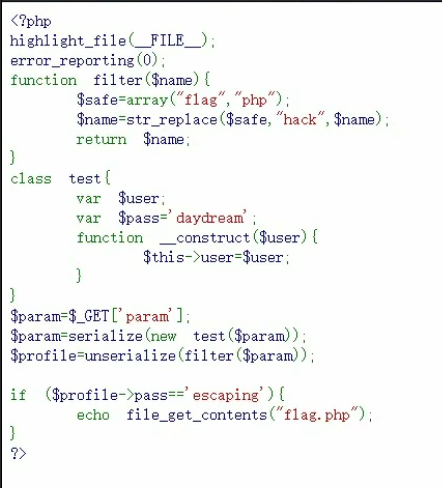 <?php
highlight_file(__FILE__);
error_reporting(0);
function filter($name){
$safe=array("flag","php");
$name=str_replace($safe,"hack",$name);
return $name;
}
class test{
var $user;
var $pass='daydream';
function __construct($user){
$this->user=$user;
}
}
$param=$_GET['param'];
$param=serialize(new test($param));
$profile=unserialize(filter($param));
if ($profile->pass=='escaping'){
echo file_get_contents("flag.php");
}
?>